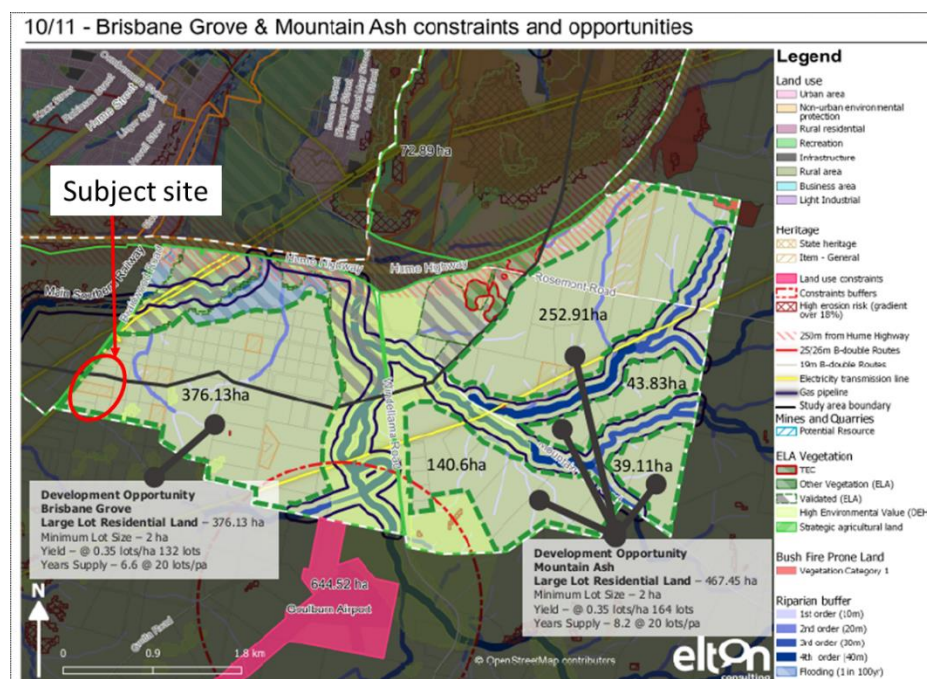 10/11 - Brisbane Grove & Mountain Ash constraints and opportunities
Subject site
Hume Street
72.89 ha
Main Southern Railway
Hume Highway
Hume Highway
Rosemont Road
252.91ha
376.13ha
43.83ha
140.6ha
39.11ha
Development Opportunity
Brisbane Grove
Large Lot Residential Land – 376.13 ha
Minimum Lot Size – 2 ha
Yield – @ 0.35 lots/ha 132 lots
Years Supply – 6.6 @ 20 lots/pa
Development Opportunity
Mountain Ash
Large Lot Residential Land – 467.45 ha
Minimum Lot Size – 2 ha
Yield – @ 0.35 lots/ha 164 lots
Years Supply – 8.2 @ 20 lots/pa
644.52 ha
Goulburn Airport
N
0 0.9 1.8 km
© OpenStreetMap contributors
elton
consulting
Legend
Land use
Urban area
Non-urban environmental
protection
Rural residential
Recreation
Infrastructure
Rural area
Business area
Light Industrial
Heritage
State heritage
Item - General
Land use constraints
Constraints buffers
High erosion risk (gradient
over 18%)
250m from Hume Highway
25/26m B-double Routes
19m B-double Routes
Electricity transmission line
Gas pipeline
Study area boundary
Mines and Quarries
Potential Resource
ELA Vegetation
TEC
Other Vegetation (ELA)
Validated (ELA)
High Environmental Value (OEH)
Strategic agricultural land
Bush Fire Prone Land
Vegetation Category 1
Riparian buffer
1st order (10m)
2nd order (20m)
3rd order (30m)
4th order (40m)
Flooding (1 in 100yr)